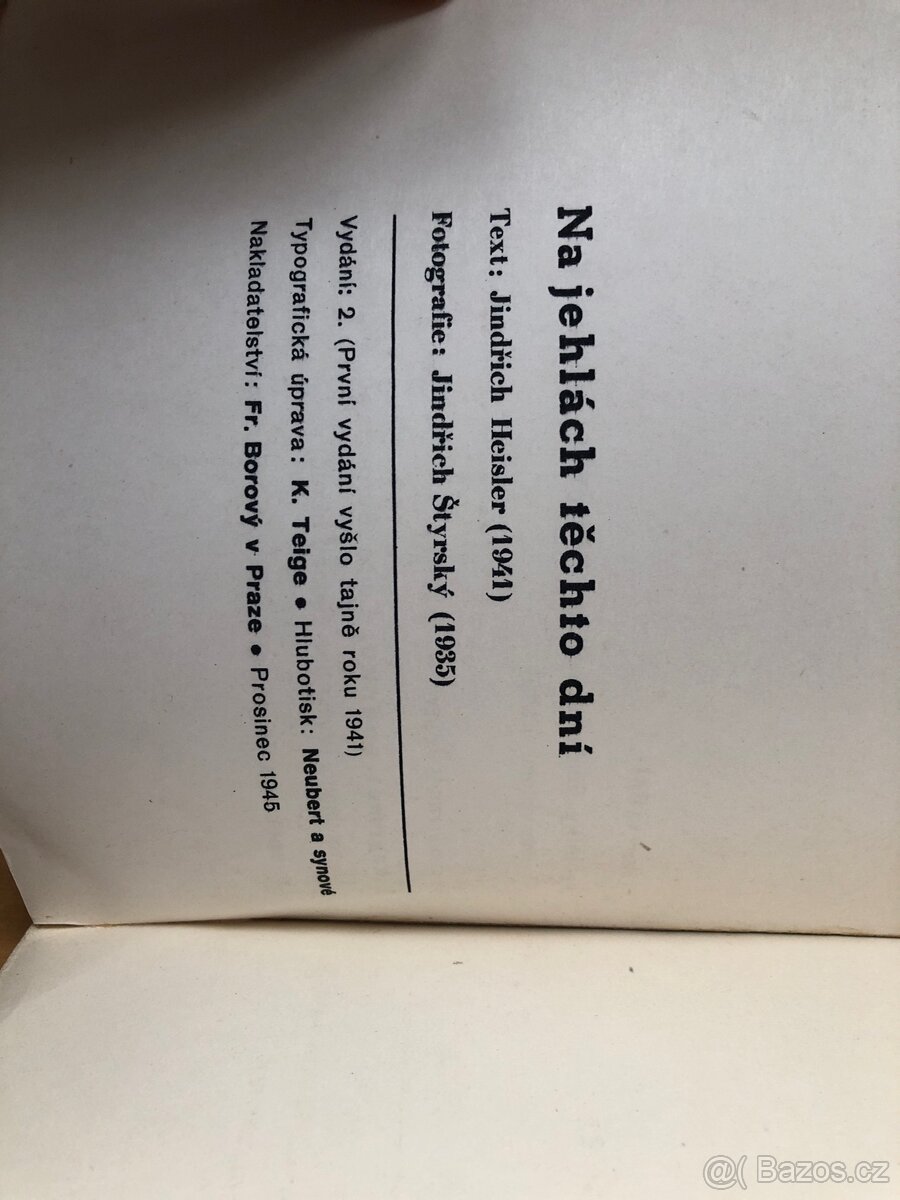 Na jehlách těchto dní
Text: Jindřich Heisler (1941)
Fotografie: Jindřich Štyrský (1935)
Vydání: 2. (První vydání vyšlo tajně roku 1941)
Typografická úprava: K. Teige • Hlubotisk: Neubert a synové
Nakladatelství: Fr. Borový v Praze • Prosinec 1945
@( Bazos.cz